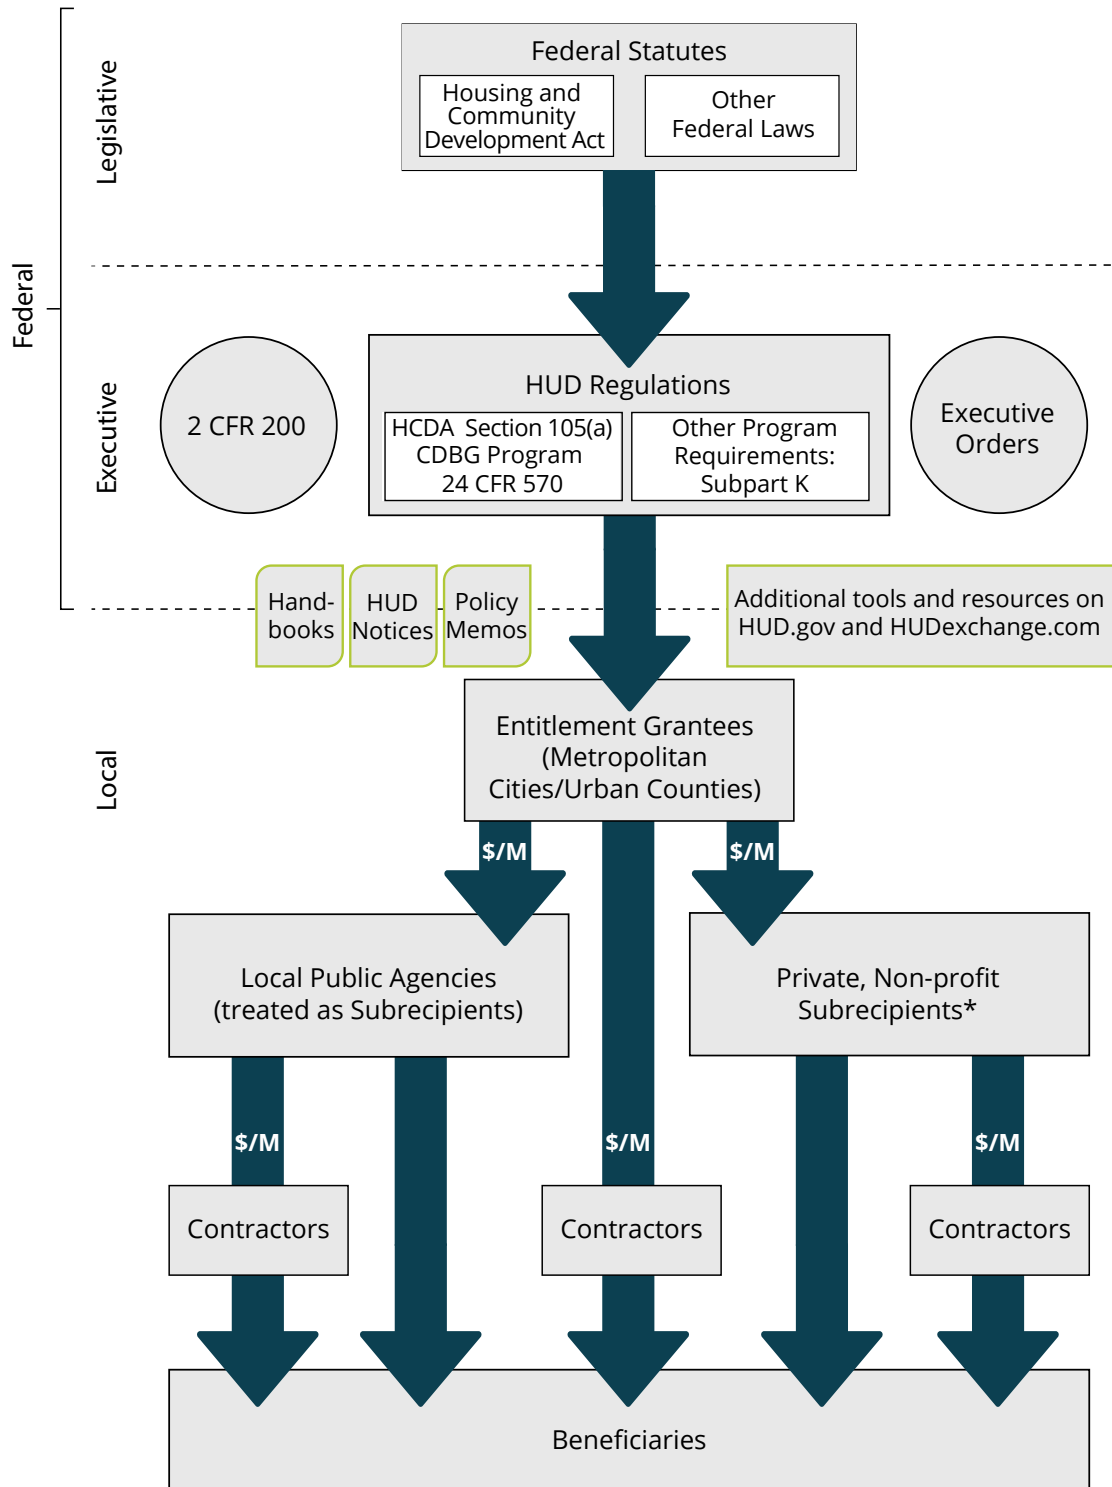 Federal
Legislative
Federal Statutes
Housing and
Community
Development Act
Other
Federal Laws
Executive
2 CFR 200
HUD Regulations
HCDA Section 105(a)
CDBG Program
24 CFR 570
Other Program
Requirements:
Subpart K
Executive
Orders
Hand-
books
HUD
Notices
Policy
Memos
Additional tools and resources on
HUD.gov and HUDexchange.com
Local
Entitlement Grantees
(Metropolitan
Cities/Urban Counties)
$/M
$/M
Local Public Agencies
(treated as Subrecipients)
Private, Non-profit
Subrecipients*
$/M
$/M
$/M
Contractors
Contractors
Contractors
Beneficiaries